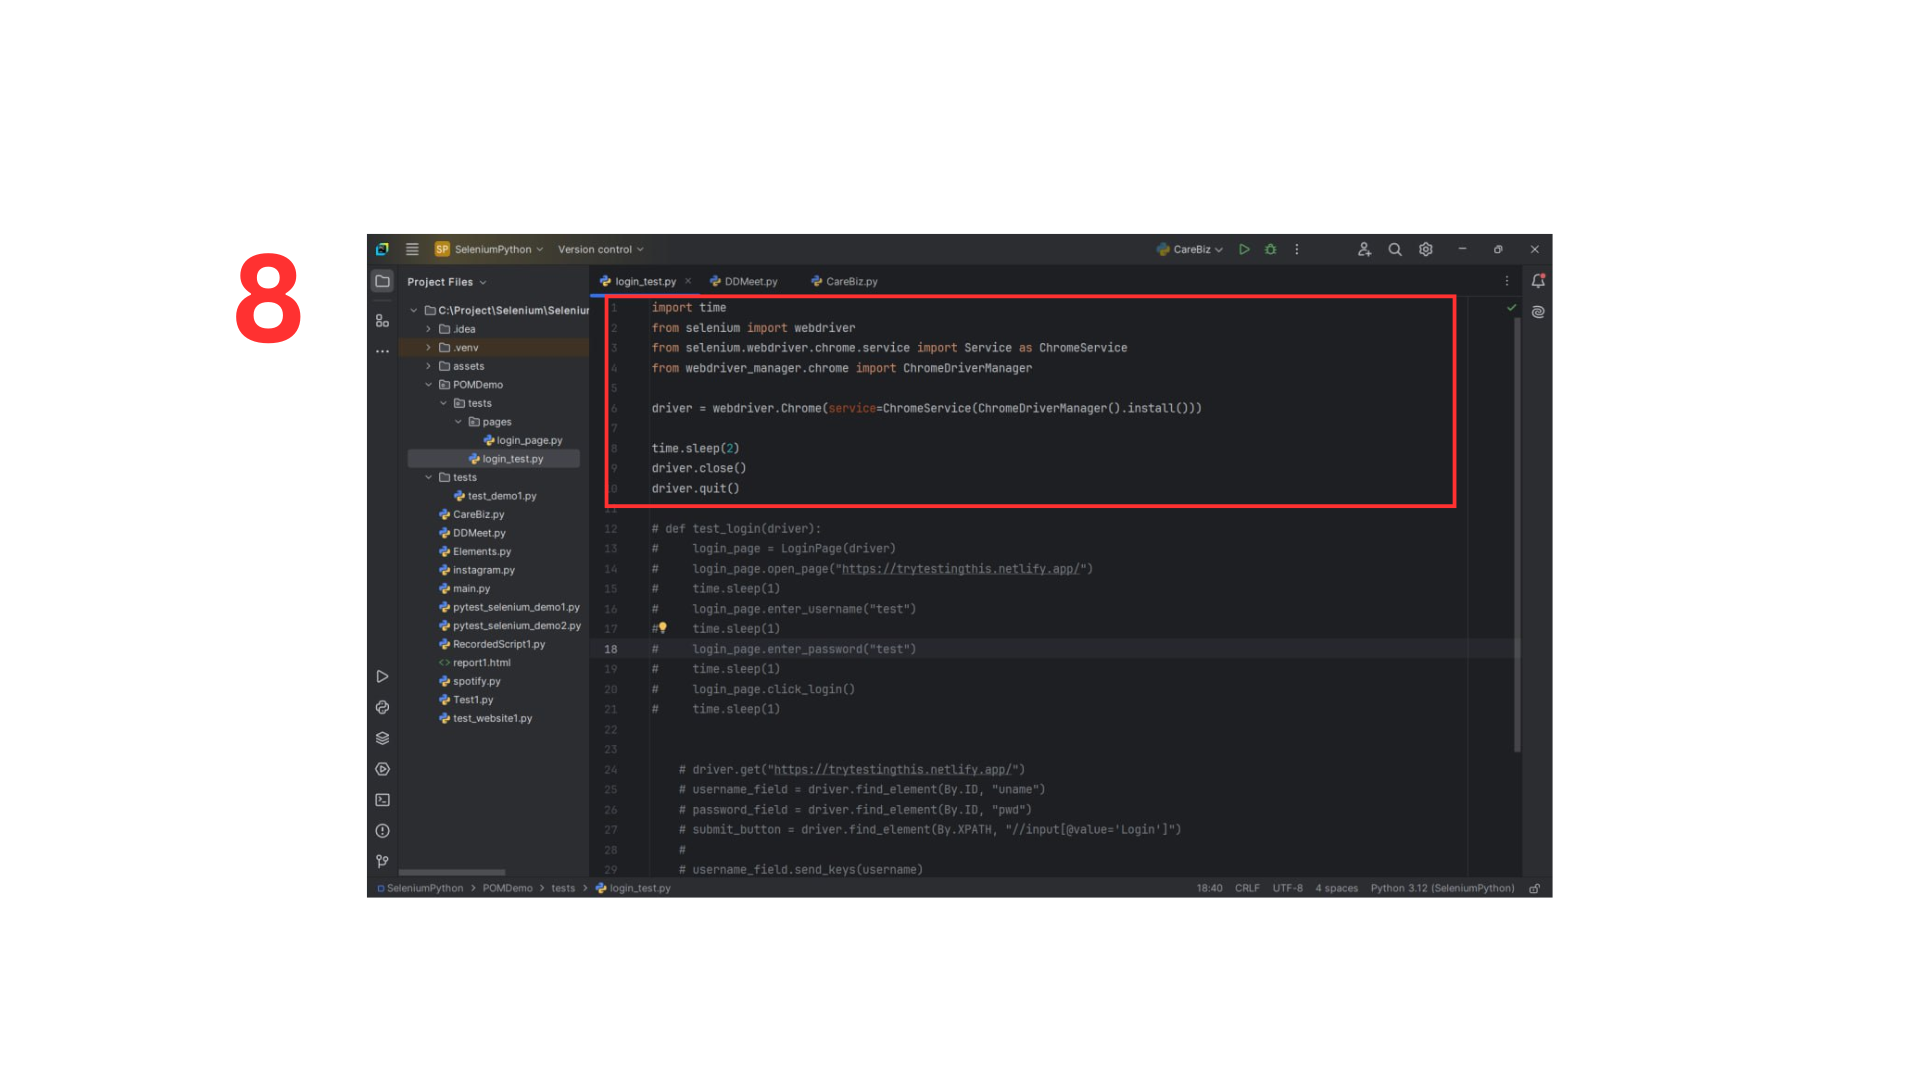 8
SP SeleniumPython Version control CareBiz
Project Files
login_test.py DDMeet.py CareBiz.py
C:\Project\Selenium\Seleniur
.idea
.venv
assets
POMDemo
tests
pages
login_page.py
login_test.py
tests
test_demo1.py
CareBiz.py
DDMeet.py
Elements.py
instagram.py
main.py
pytest_selenium_demo1.py
pytest_selenium_demo2.py
RecordedScript1.py
<> report1.html
spotify.py
Test1.py
test_website1.py
1 import time
2 from selenium import webdriver
3 from selenium.webdriver.chrome.service import Service as ChromeService
4 from webdriver_manager.chrome import ChromeDriverManager
5
6 driver = webdriver.Chrome(service=ChromeService(ChromeDriverManager().install()))
7
8 time.sleep(2)
9 driver.close()
10 driver.quit()
11
12 # def test_login(driver):
13 #     login_page = LoginPage(driver)
14 #     login_page.open_page("https://trytestingthis.netlify.app/")
15 #     time.sleep(1)
16 #     login_page.enter_username("test")
17 #     time.sleep(1)
18 #     login_page.enter_password("test")
19 #     time.sleep(1)
20 #     login_page.click_login()
21 #     time.sleep(1)
22
23
24     # driver.get("https://trytestingthis.netlify.app/")
25     # username_field = driver.find_element(By.ID, "uname")
26     # password_field = driver.find_element(By.ID, "pwd")
27     # submit_button = driver.find_element(By.XPATH, "//input[@value='Login']")
28     #
29     # username_field.send_keys(username)
SeleniumPython > POMDemo > tests > login_test.py 18:40 CRLF UTF-8 4 spaces Python 3.12 (SeleniumPython)